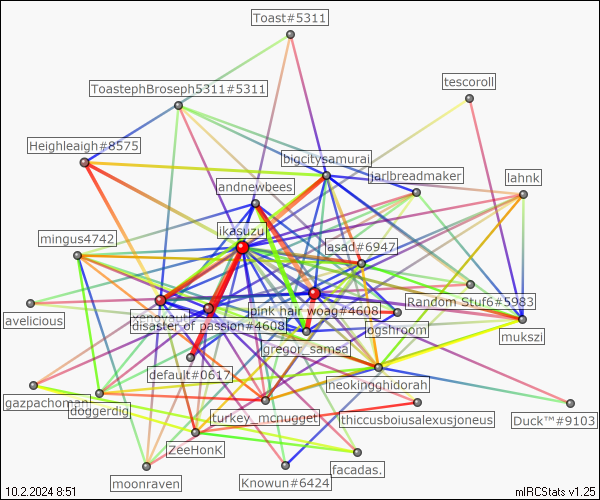 Toast#5311
tescoroll
ToastephBroseph5311#5311
Heighleaigh#8575
bigcitysamurai
jarlbreadmaker
lahnk
andnewbees
ikasuzu
mingus4742
asad#6947
Random Stuf6#5983
avelicious
xenovant
pink hair woag#4608
disaster of passion#4608
ogshroom
mukszi
gregor_samsa
default#0617
neokingghidorah
gazpachoman
doggerdig
turkey_mcnugget
thiccusboiusalexusjoneus
Duck™#9103
ZeeHonK
facadas.
moonraven
Knowun#6424
10.2.2024 8:51
mIRCStats v1.25